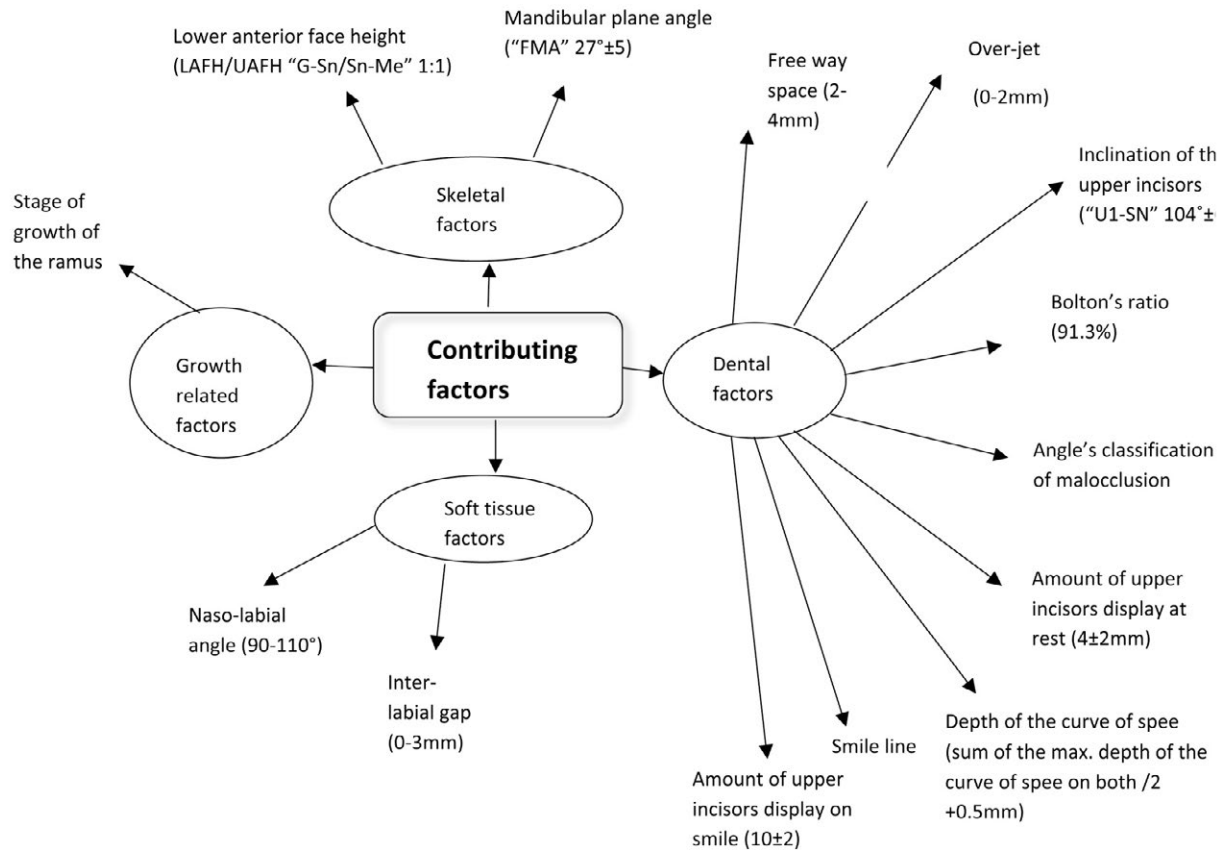 Lower anterior face height
(LAFH/UAFH “G-Sn/Sn-Me” 1:1)
Mandibular plane angle
(“FMA” 27°±5)
Free way
space (2-
4mm)
Over-jet
(0-2mm)
Inclination of th
upper incisors
(“U1-SN” 104˚±
Stage of
growth of
the ramus
Skeletal
factors
Bolton’s ratio
(91.3%)
Contributing
factors
Growth
related
factors
Dental
factors
Angle’s classification
of malocclusion
Soft tissue
factors
Amount of upper
incisors display at
rest (4±2mm)
Naso-labial
angle (90-110°)
Inter-
labial gap
(0-3mm)
Depth of the curve of spee
(sum of the max. depth of the
curve of spee on both /2
+0.5mm)
Smile line
Amount of upper
incisors display on
smile (10±2)